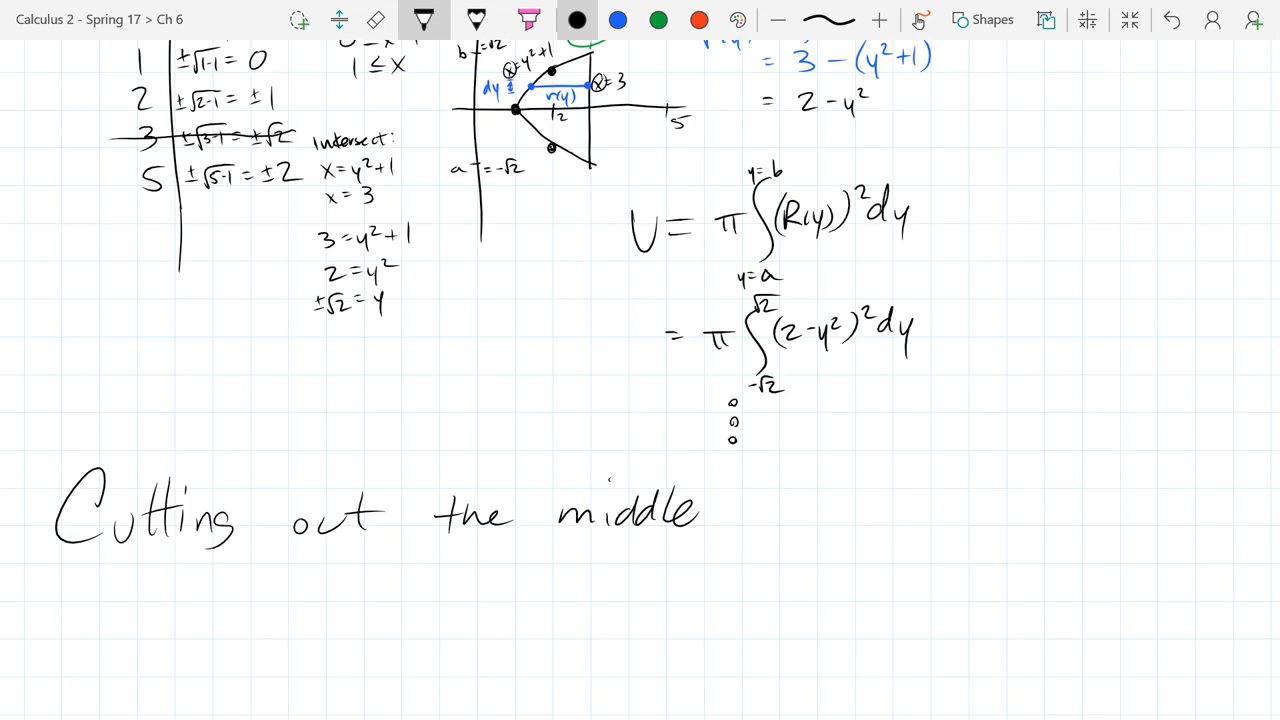 Calculus 2 - Spring 17 > Ch 6
Shapes
1 ±√1-1 = 0
2 ±√2-1 = ±1
3 ±√3-1 = ±√2
5 ±√5-1 = ±2
1 ≤ x
intersect:
x = y²+1
x = 3
3 = y²+1
2 = y²
±√2 = y
b = √2
x = y²+1
dy
r(y)
x = 3
2
5
a = -√2
= 3 - (y²+1)
= 2 - y²
y=b
V = π ∫ (R(y))² dy
y=a
√2
= π ∫ (2-y²)² dy
-√2
Cutting out the middle